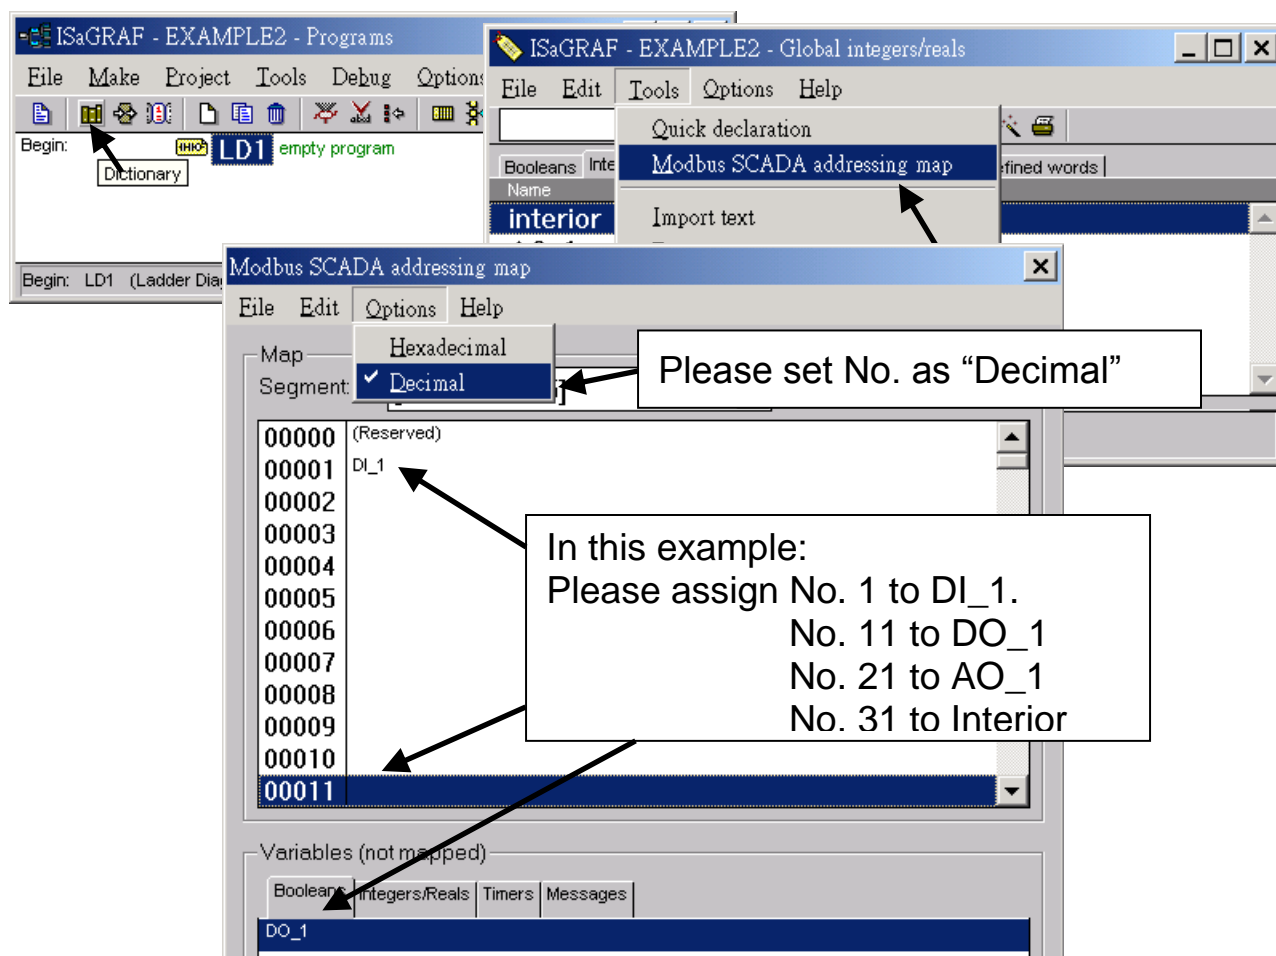 ISaGRAF - EXAMPLE2 - Programs
File Make Project Tools Debug Options
Begin: LD1 empty program
Dictionary
Begin: LD1 (Ladder Dia
ISaGRAF - EXAMPLE2 - Global integers/reals
File Edit Tools Options Help
Quick declaration
Modbus SCADA addressing map
Import text
Booleans Inte fined words
Name
interior
Modbus SCADA addressing map
File Edit Options Help
Hexadecimal
Decimal
Map
Segment:
Please set No. as “Decimal”
00000 (Reserved)
00001 DI_1
00002
00003
00004
00005
00006
00007
00008
00009
00010
00011
In this example:
Please assign No. 1 to DI_1.
No. 11 to DO_1
No. 21 to AO_1
No. 31 to Interior
Variables (not mapped)
Booleans Integers/Reals Timers Messages
DO_1